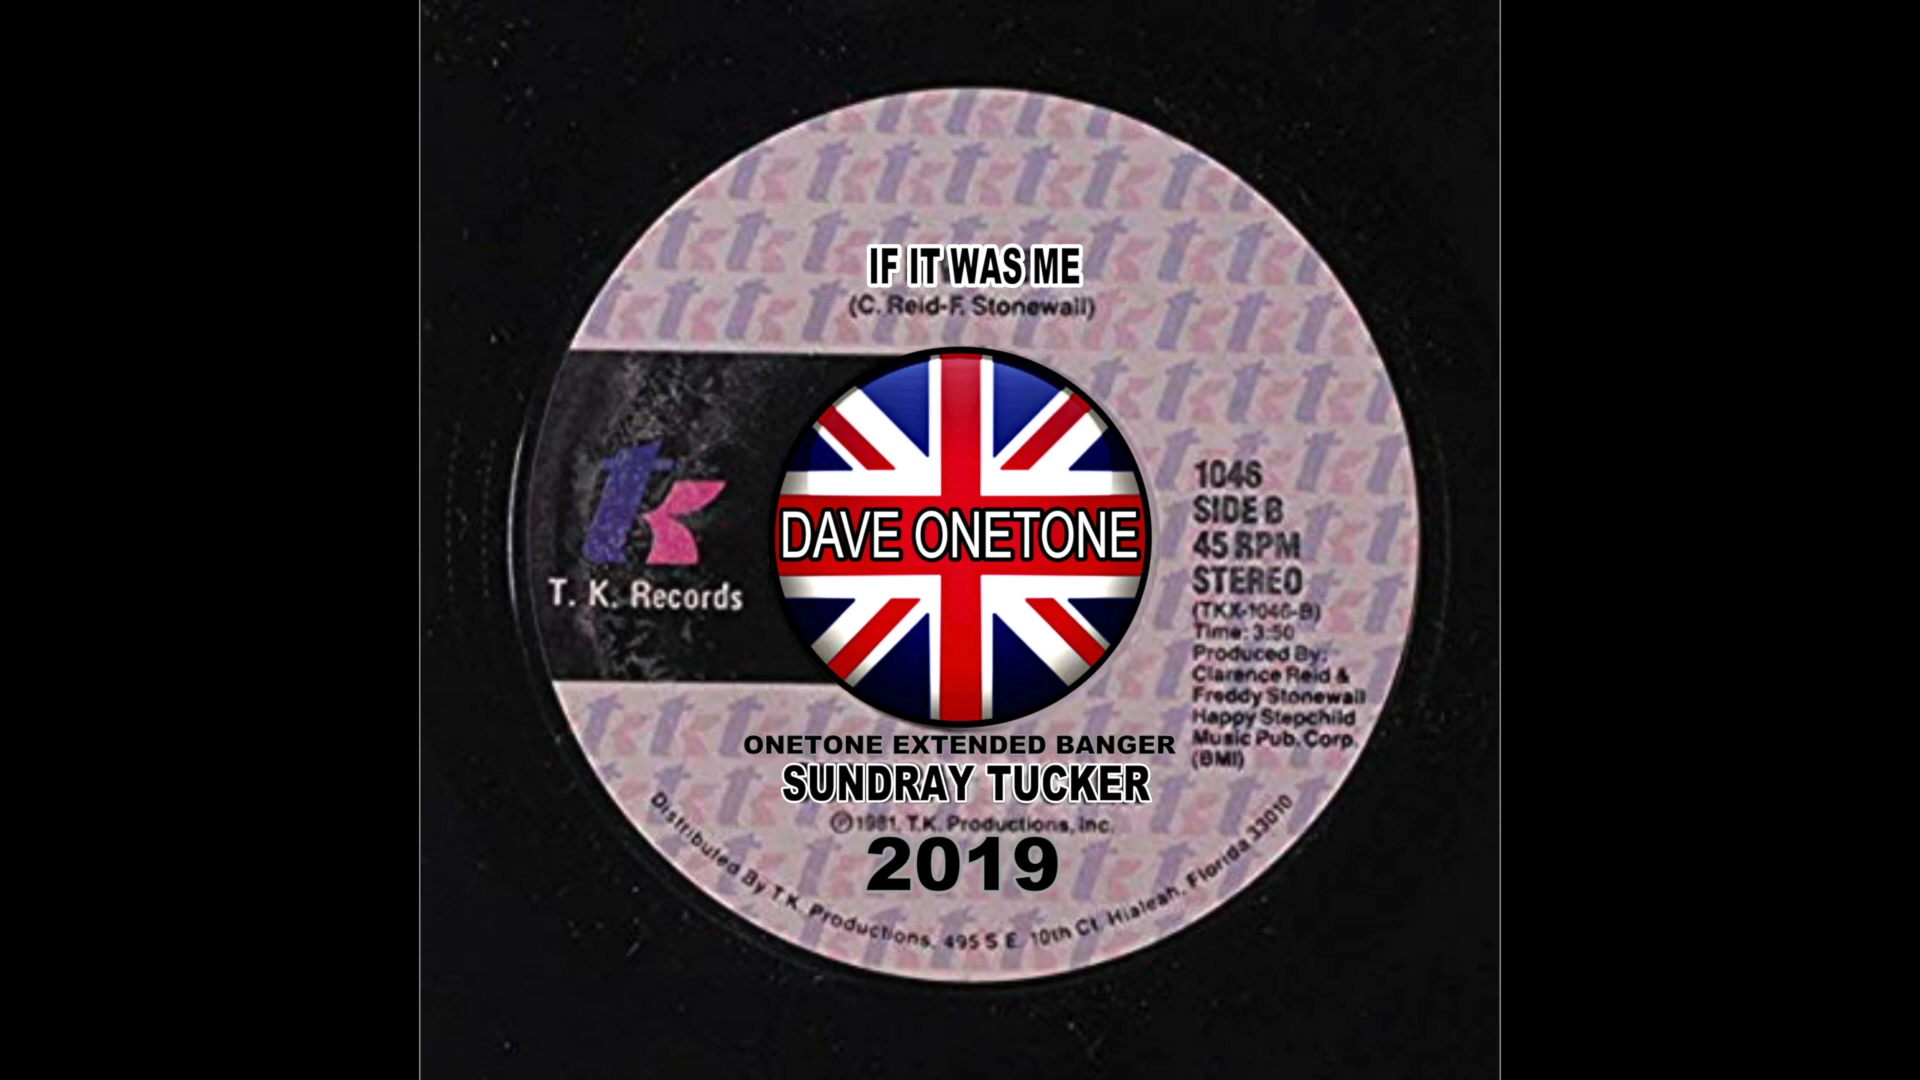 IF IT WAS ME
(C. Reid-F. Stonewall)
tk
T. K. Records
DAVE ONETONE
1046
SIDE B
45 RPM
STEREO
(TKX-1046-B)
Time: 3:50
Produced By:
Clarence Reid &
Freddy Stonewall
Happy Stepchild
Music Pub. Corp.
(BMI)
ONETONE EXTENDED BANGER
SUNDRAY TUCKER
℗1981, T.K. Productions, Inc.
2019
Distributed By T.K. Productions, 495 S E. 10th Ct. Hialeah, Florida 33010